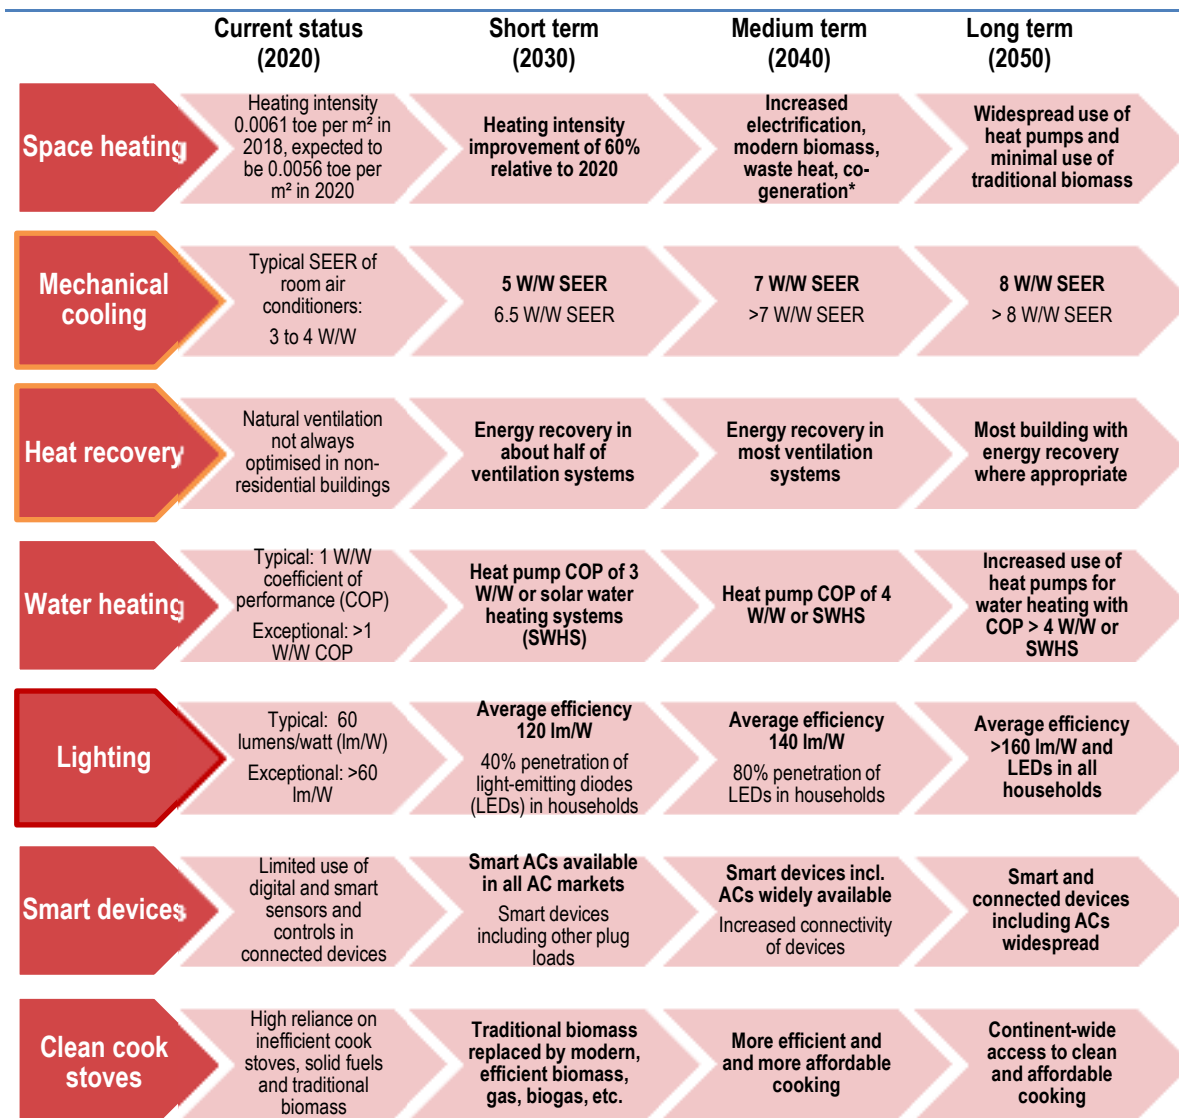 Current status
(2020)
Short term
(2030)
Medium term
(2040)
Long term
(2050)
Space heating
Heating intensity
0.0061 toe per m² in
2018, expected to
be 0.0056 toe per
m² in 2020
Heating intensity
improvement of 60%
relative to 2020
Increased
electrification,
modern biomass,
waste heat, co-
generation*
Widespread use of
heat pumps and
minimal use of
traditional biomass
Mechanical
cooling
Typical SEER of
room air
conditioners:
3 to 4 W/W
5 W/W SEER
6.5 W/W SEER
7 W/W SEER
>7 W/W SEER
8 W/W SEER
> 8 W/W SEER
Heat recovery
Natural ventilation
not always
optimised in non-
residential buildings
Energy recovery in
about half of
ventilation systems
Energy recovery in
most ventilation
systems
Most building with
energy recovery
where appropriate
Water heating
Typical: 1 W/W
coefficient of
performance (COP)
Exceptional: >1
W/W COP
Heat pump COP of 3
W/W or solar water
heating systems
(SWHS)
Heat pump COP of 4
W/W or SWHS
Increased use of
heat pumps for
water heating with
COP > 4 W/W or
SWHS
Lighting
Typical: 60
lumens/watt (lm/W)
Exceptional: >60
lm/W
Average efficiency
120 lm/W
40% penetration of
light-emitting diodes
(LEDs) in households
Average efficiency
140 lm/W
80% penetration of
LEDs in households
Average efficiency
>160 lm/W and
LEDs in all
households
Smart devices
Limited use of
digital and smart
sensors and
controls in
connected devices
Smart ACs available
in all AC markets
Smart devices
including other plug
loads
Smart devices incl.
ACs widely available
Increased connectivity
of devices
Smart and
connected devices
including ACs
widespread
Clean cook
stoves
High reliance on
inefficient cook
stoves, solid fuels
and traditional
biomass
Traditional biomass
replaced by modern,
efficient biomass,
gas, biogas, etc.
More efficient and
and more affordable
cooking
Continent-wide
access to clean
and affordable
cooking